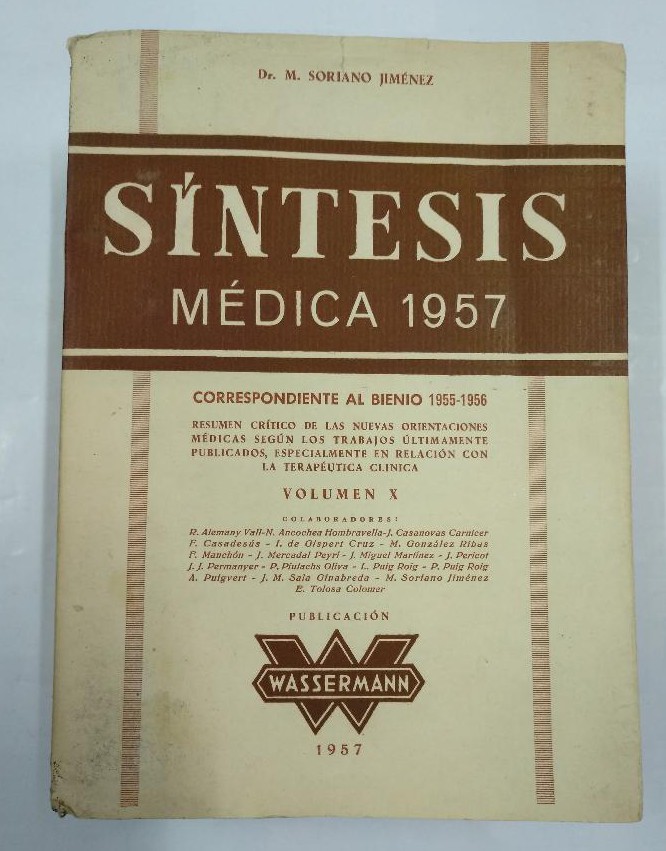 Dr. M. SORIANO JIMÉNEZ
SÍNTESIS
MÉDICA 1957
CORRESPONDIENTE AL BIENIO 1955-1956
RESUMEN CRÍTICO DE LAS NUEVAS ORIENTACIONES
MÉDICAS SEGÚN LOS TRABAJOS ÚLTIMAMENTE
PUBLICADOS, ESPECIALMENTE EN RELACIÓN CON
LA TERAPÉUTICA CLINICA
VOLUMEN X
COLABORADORES:
R. Alemany Vall-N. Ancochea Hombravella-J. Casanovas Carnicer
F. Casadesús - I. de Gispert Cruz - M. González Ribas
F. Manchón - J. Mercadal Peyrí - J. Miguel Martínez - J. Pericot
J. J. Permanyer - P. Piulachs Oliva - L. Puig Roig - P. Puig Roig
A. Puigvert - J. M. Sala Ginabreda - M. Soriano Jiménez
E. Tolosa Colomer
PUBLICACIÓN
WASSERMANN
1957